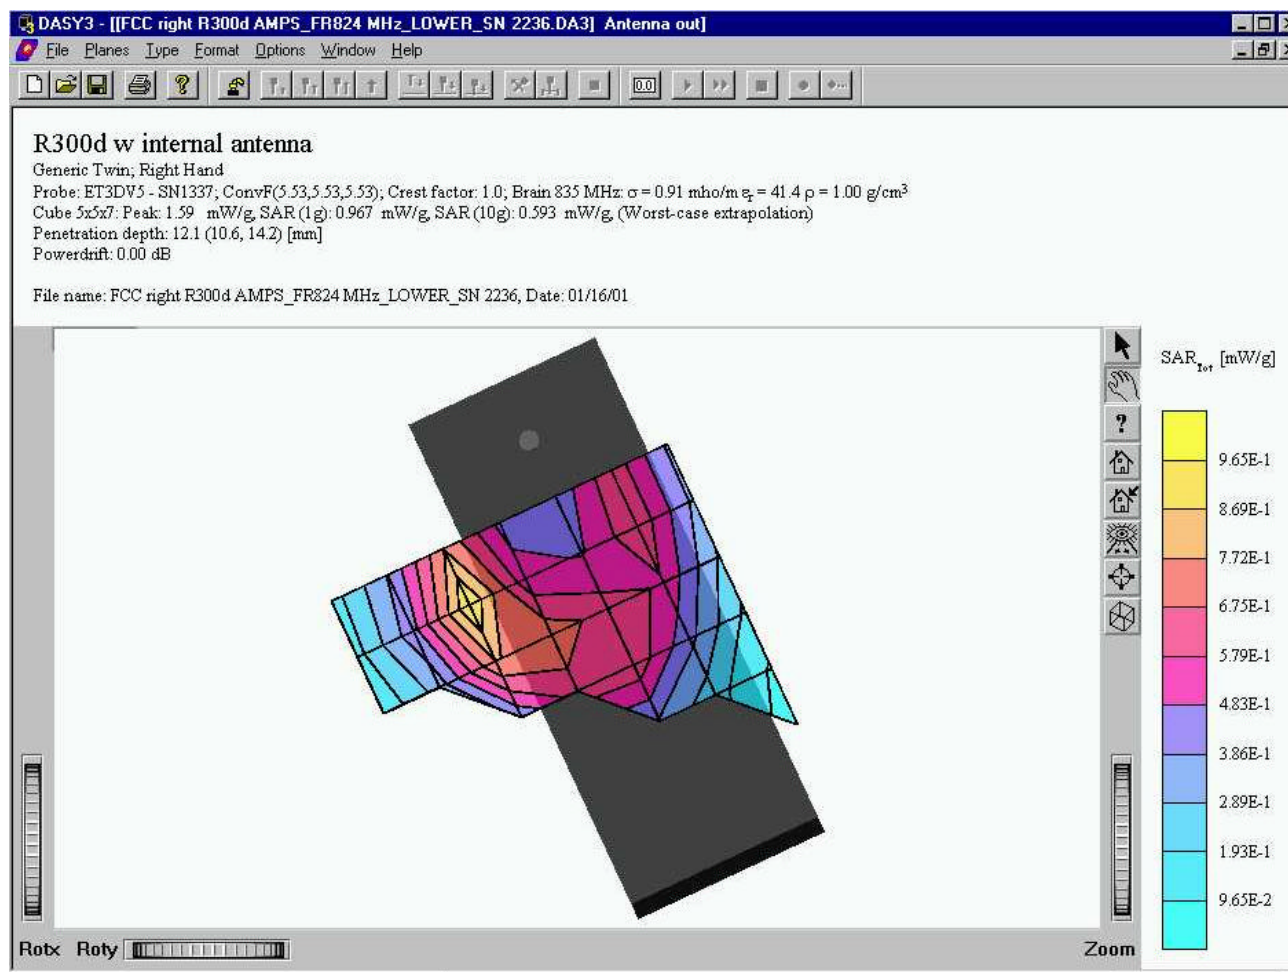 DASY3 - [[FCC right R300d AMPS_FR824 MHz_LOWER_SN 2236.DA3] Antenna out]
File Planes Type Format Options Window Help
0.0
R300d w internal antenna
Generic Twin; Right Hand
Probe: ET3DV5 - SN1337; ConvF(5.53,5.53,5.53); Crest factor: 1.0; Brain 835 MHz: σ = 0.91 mho/m εr = 41.4 ρ = 1.00 g/cm³
Cube 5x5x7: Peak: 1.59 mW/g, SAR (1g): 0.967 mW/g, SAR (10g): 0.593 mW/g, (Worst-case extrapolation)
Penetration depth: 12.1 (10.6, 14.2) [mm]
Powerdrift: 0.00 dB
File name: FCC right R300d AMPS_FR824 MHz_LOWER_SN 2236, Date: 01/16/01
SARTot [mW/g]
9.65E-1
8.69E-1
7.72E-1
6.75E-1
5.79E-1
4.83E-1
3.86E-1
2.89E-1
1.93E-1
9.65E-2
Rotx Roty Zoom